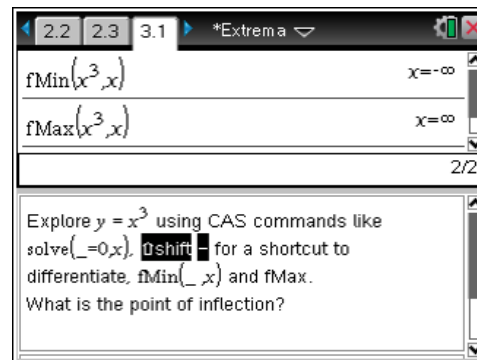 2.2 2.3 3.1 *Extrema
fMin(x³,x) x=-∞
fMax(x³,x) x=∞
2/2
Explore y = x³ using CAS commands like
solve(_=0,x), ⇧shift - for a shortcut to
differentiate, fMin(_ ,x) and fMax.
What is the point of inflection?